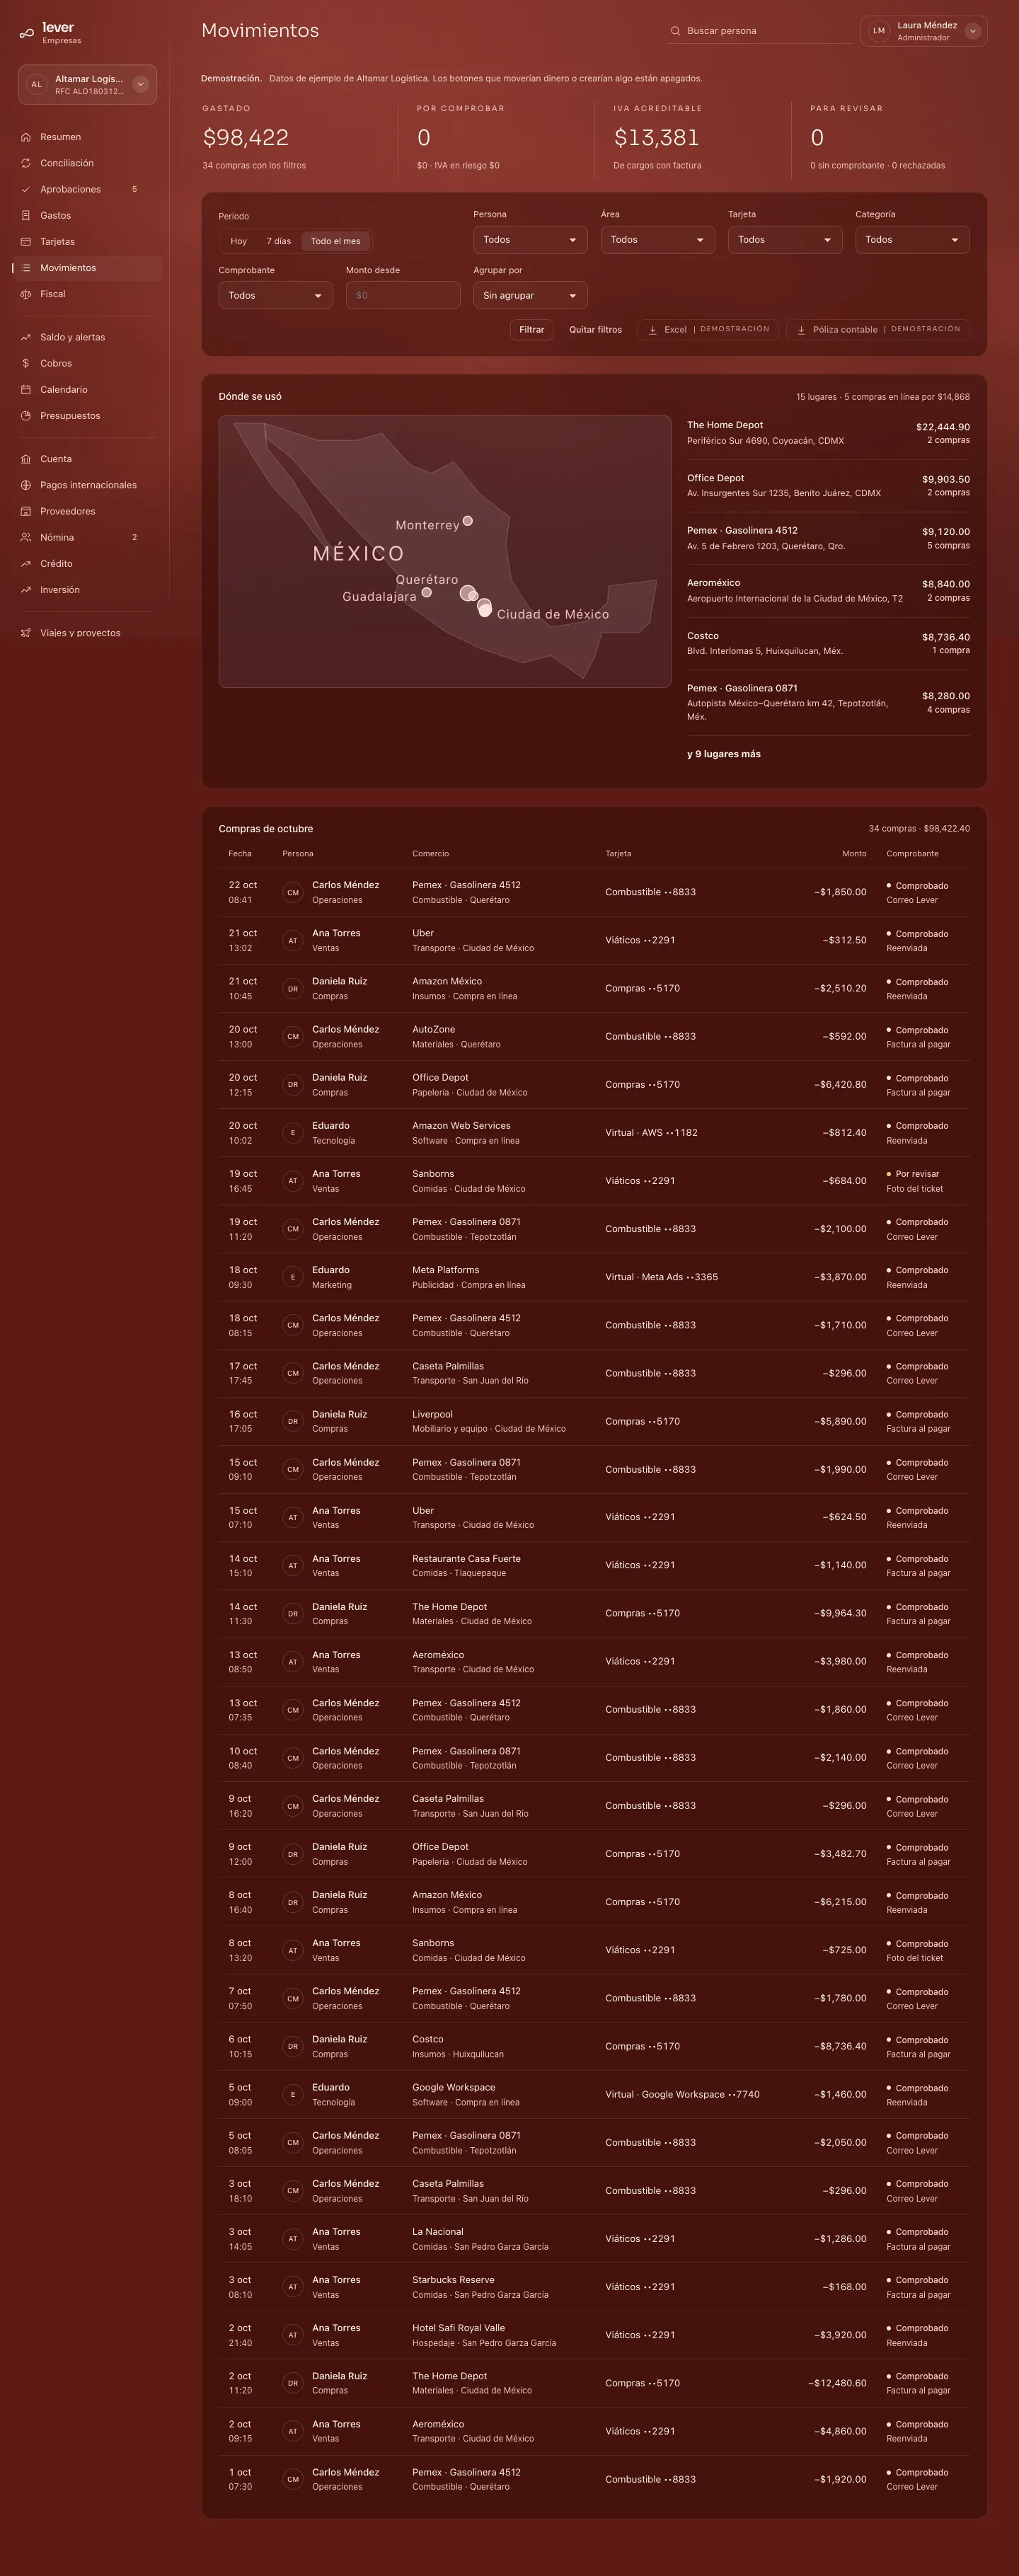 lever
Empresas
AL
Altamar Logís...
RFC ALO180312...
Resumen
Conciliación
Aprobaciones 5
Gastos
Tarjetas
Movimientos
Fiscal
Saldo y alertas
Cobros
Calendario
Presupuestos
Cuenta
Pagos internacionales
Proveedores
Nómina 2
Crédito
Inversión
Viajes y proyectos
Movimientos
Buscar persona
LM
Laura Méndez
Administrador
Demostración. Datos de ejemplo de Altamar Logística. Los botones que moverían dinero o crearían algo están apagados.
GASTADO
$98,422
34 compras con los filtros
POR COMPROBAR
0
$0 · IVA en riesgo $0
IVA ACREDITABLE
$13,381
De cargos con factura
PARA REVISAR
0
0 sin comprobante · 0 rechazadas
Periodo
Hoy 7 días Todo el mes
Persona
Todos
Área
Todos
Tarjeta
Todos
Categoría
Todos
Comprobante
Todos
Monto desde
$0
Agrupar por
Sin agrupar
Filtrar Quitar filtros Excel | DEMOSTRACIÓN Póliza contable | DEMOSTRACIÓN
Dónde se usó
15 lugares · 5 compras en línea por $14,868
Monterrey
MÉXICO
Querétaro
Guadalajara
Ciudad de México
The Home Depot $22,444.90
Periférico Sur 4690, Coyoacán, CDMX 2 compras
Office Depot $9,903.50
Av. Insurgentes Sur 1235, Benito Juárez, CDMX 2 compras
Pemex · Gasolinera 4512 $9,120.00
Av. 5 de Febrero 1203, Querétaro, Qro. 5 compras
Aeroméxico $8,840.00
Aeropuerto Internacional de la Ciudad de México, T2 2 compras
Costco $8,736.40
Blvd. Interlomas 5, Huixquilucan, Méx. 1 compra
Pemex · Gasolinera 0871 $8,280.00
Autopista México–Querétaro km 42, Tepotzotlán, 4 compras
Méx.
y 9 lugares más
Compras de octubre 34 compras · $98,422.40
Fecha Persona Comercio Tarjeta Monto Comprobante
22 oct Carlos Méndez Pemex · Gasolinera 4512 Comprobado
CM Combustible ··8833 –$1,850.00
08:41 Operaciones Combustible · Querétaro Correo Lever
21 oct Ana Torres Uber Comprobado
AT Viáticos ··2291 –$312.50
13:02 Ventas Transporte · Ciudad de México Reenviada
21 oct Daniela Ruiz Amazon México Comprobado
DR Compras ··5170 –$2,510.20
10:45 Compras Insumos · Compra en línea Reenviada
20 oct Carlos Méndez AutoZone Comprobado
CM Combustible ··8833 –$592.00
13:00 Operaciones Materiales · Querétaro Factura al pagar
20 oct Daniela Ruiz Office Depot Comprobado
DR Compras ··5170 –$6,420.80
12:15 Compras Papelería · Ciudad de México Factura al pagar
20 oct Eduardo Amazon Web Services Comprobado
E Virtual · AWS ··1182 –$812.40
10:02 Tecnología Software · Compra en línea Reenviada
19 oct Ana Torres Sanborns Por revisar
AT Viáticos ··2291 –$684.00
16:45 Ventas Comidas · Ciudad de México Foto del ticket
19 oct Carlos Méndez Pemex · Gasolinera 0871 Comprobado
CM Combustible ··8833 –$2,100.00
11:20 Operaciones Combustible · Tepotzotlán Correo Lever
18 oct Eduardo Meta Platforms Comprobado
E Virtual · Meta Ads ··3365 –$3,870.00
09:30 Marketing Publicidad · Compra en línea Reenviada
18 oct Carlos Méndez Pemex · Gasolinera 4512 Comprobado
CM Combustible ··8833 –$1,710.00
08:15 Operaciones Combustible · Querétaro Correo Lever
17 oct Carlos Méndez Caseta Palmillas Comprobado
CM Combustible ··8833 –$296.00
17:45 Operaciones Transporte · San Juan del Río Correo Lever
16 oct Daniela Ruiz Liverpool Comprobado
DR Compras ··5170 –$5,890.00
17:05 Compras Mobiliario y equipo · Ciudad de México Factura al pagar
15 oct Carlos Méndez Pemex · Gasolinera 0871 Comprobado
CM Combustible ··8833 –$1,990.00
09:10 Operaciones Combustible · Tepotzotlán Correo Lever
15 oct Ana Torres Uber Comprobado
AT Viáticos ··2291 –$624.50
07:10 Ventas Transporte · Ciudad de México Reenviada
14 oct Ana Torres Restaurante Casa Fuerte Comprobado
AT Viáticos ··2291 –$1,140.00
15:10 Ventas Comidas · Tlaquepaque Factura al pagar
14 oct Daniela Ruiz The Home Depot Comprobado
DR Compras ··5170 –$9,964.30
11:30 Compras Materiales · Ciudad de México Factura al pagar
13 oct Ana Torres Aeroméxico Comprobado
AT Viáticos ··2291 –$3,980.00
08:50 Ventas Transporte · Ciudad de México Reenviada
13 oct Carlos Méndez Pemex · Gasolinera 4512 Comprobado
CM Combustible ··8833 –$1,860.00
07:35 Operaciones Combustible · Querétaro Correo Lever
10 oct Carlos Méndez Pemex · Gasolinera 0871 Comprobado
CM Combustible ··8833 –$2,140.00
08:40 Operaciones Combustible · Tepotzotlán Correo Lever
9 oct Carlos Méndez Caseta Palmillas Comprobado
CM Combustible ··8833 –$296.00
16:20 Operaciones Transporte · San Juan del Río Correo Lever
9 oct Daniela Ruiz Office Depot Comprobado
DR Compras ··5170 –$3,482.70
12:00 Compras Papelería · Ciudad de México Factura al pagar
8 oct Daniela Ruiz Amazon México Comprobado
DR Compras ··5170 –$6,215.00
16:40 Compras Insumos · Compra en línea Reenviada
8 oct Ana Torres Sanborns Comprobado
AT Viáticos ··2291 –$725.00
13:20 Ventas Comidas · Ciudad de México Foto del ticket
7 oct Carlos Méndez Pemex · Gasolinera 4512 Comprobado
CM Combustible ··8833 –$1,780.00
07:50 Operaciones Combustible · Querétaro Correo Lever
6 oct Daniela Ruiz Costco Comprobado
DR Compras ··5170 –$8,736.40
10:15 Compras Insumos · Huixquilucan Factura al pagar
5 oct Eduardo Google Workspace Comprobado
E Virtual · Google Workspace ··7740 –$1,460.00
09:00 Tecnología Software · Compra en línea Reenviada
5 oct Carlos Méndez Pemex · Gasolinera 0871 Comprobado
CM Combustible ··8833 –$2,050.00
08:05 Operaciones Combustible · Tepotzotlán Correo Lever
3 oct Carlos Méndez Caseta Palmillas Comprobado
CM Combustible ··8833 –$296.00
18:10 Operaciones Transporte · San Juan del Río Correo Lever
3 oct Ana Torres La Nacional Comprobado
AT Viáticos ··2291 –$1,286.00
14:05 Ventas Comidas · San Pedro Garza García Factura al pagar
3 oct Ana Torres Starbucks Reserve Comprobado
AT Viáticos ··2291 –$168.00
08:10 Ventas Comidas · San Pedro Garza García Factura al pagar
2 oct Ana Torres Hotel Safi Royal Valle Comprobado
AT Viáticos ··2291 –$3,920.00
21:40 Ventas Hospedaje · San Pedro Garza García Reenviada
2 oct Daniela Ruiz The Home Depot Comprobado
DR Compras ··5170 –$12,480.60
11:20 Compras Materiales · Ciudad de México Factura al pagar
2 oct Ana Torres Aeroméxico Comprobado
AT Viáticos ··2291 –$4,860.00
09:15 Ventas Transporte · Ciudad de México Reenviada
1 oct Carlos Méndez Pemex · Gasolinera 4512 Comprobado
CM Combustible ··8833 –$1,920.00
07:30 Operaciones Combustible · Querétaro Correo Lever